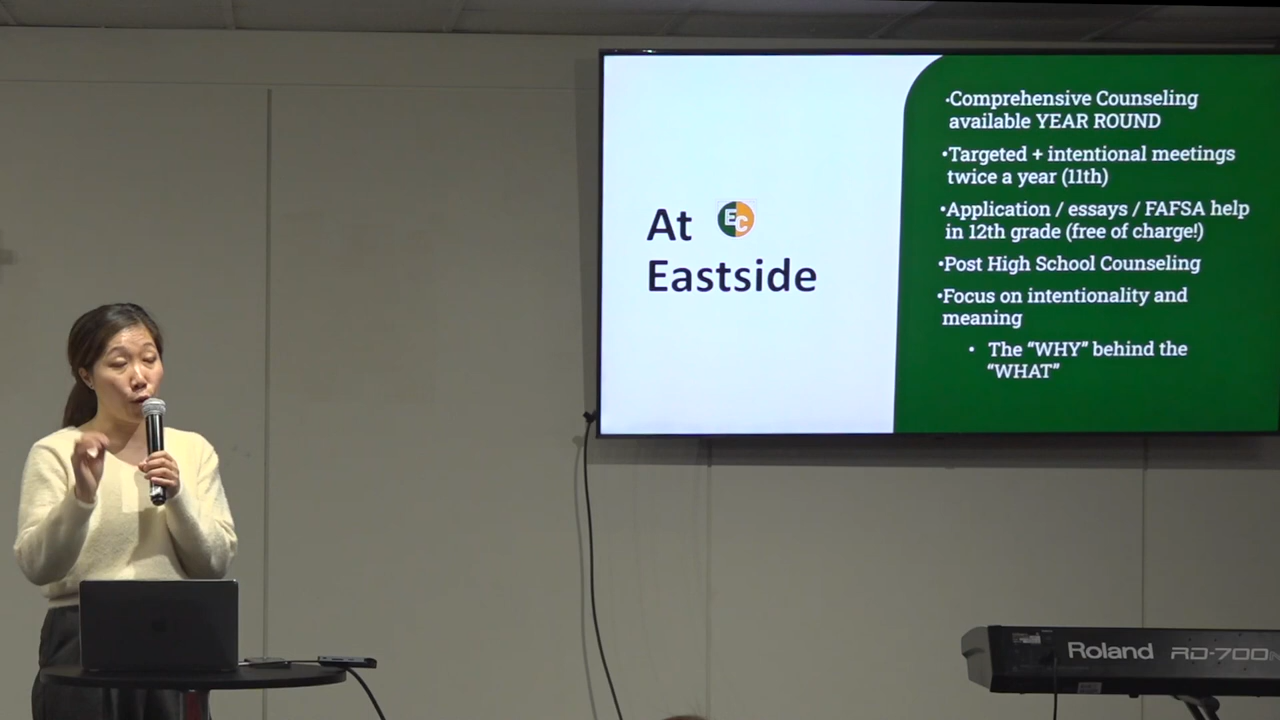 At EC
Eastside
•Comprehensive Counseling
available YEAR ROUND
•Targeted + intentional meetings
twice a year (11th)
•Application / essays / FAFSA help
in 12th grade (free of charge!)
•Post High School Counseling
•Focus on intentionality and
meaning
• The “WHY” behind the
“WHAT”
Roland RD-700